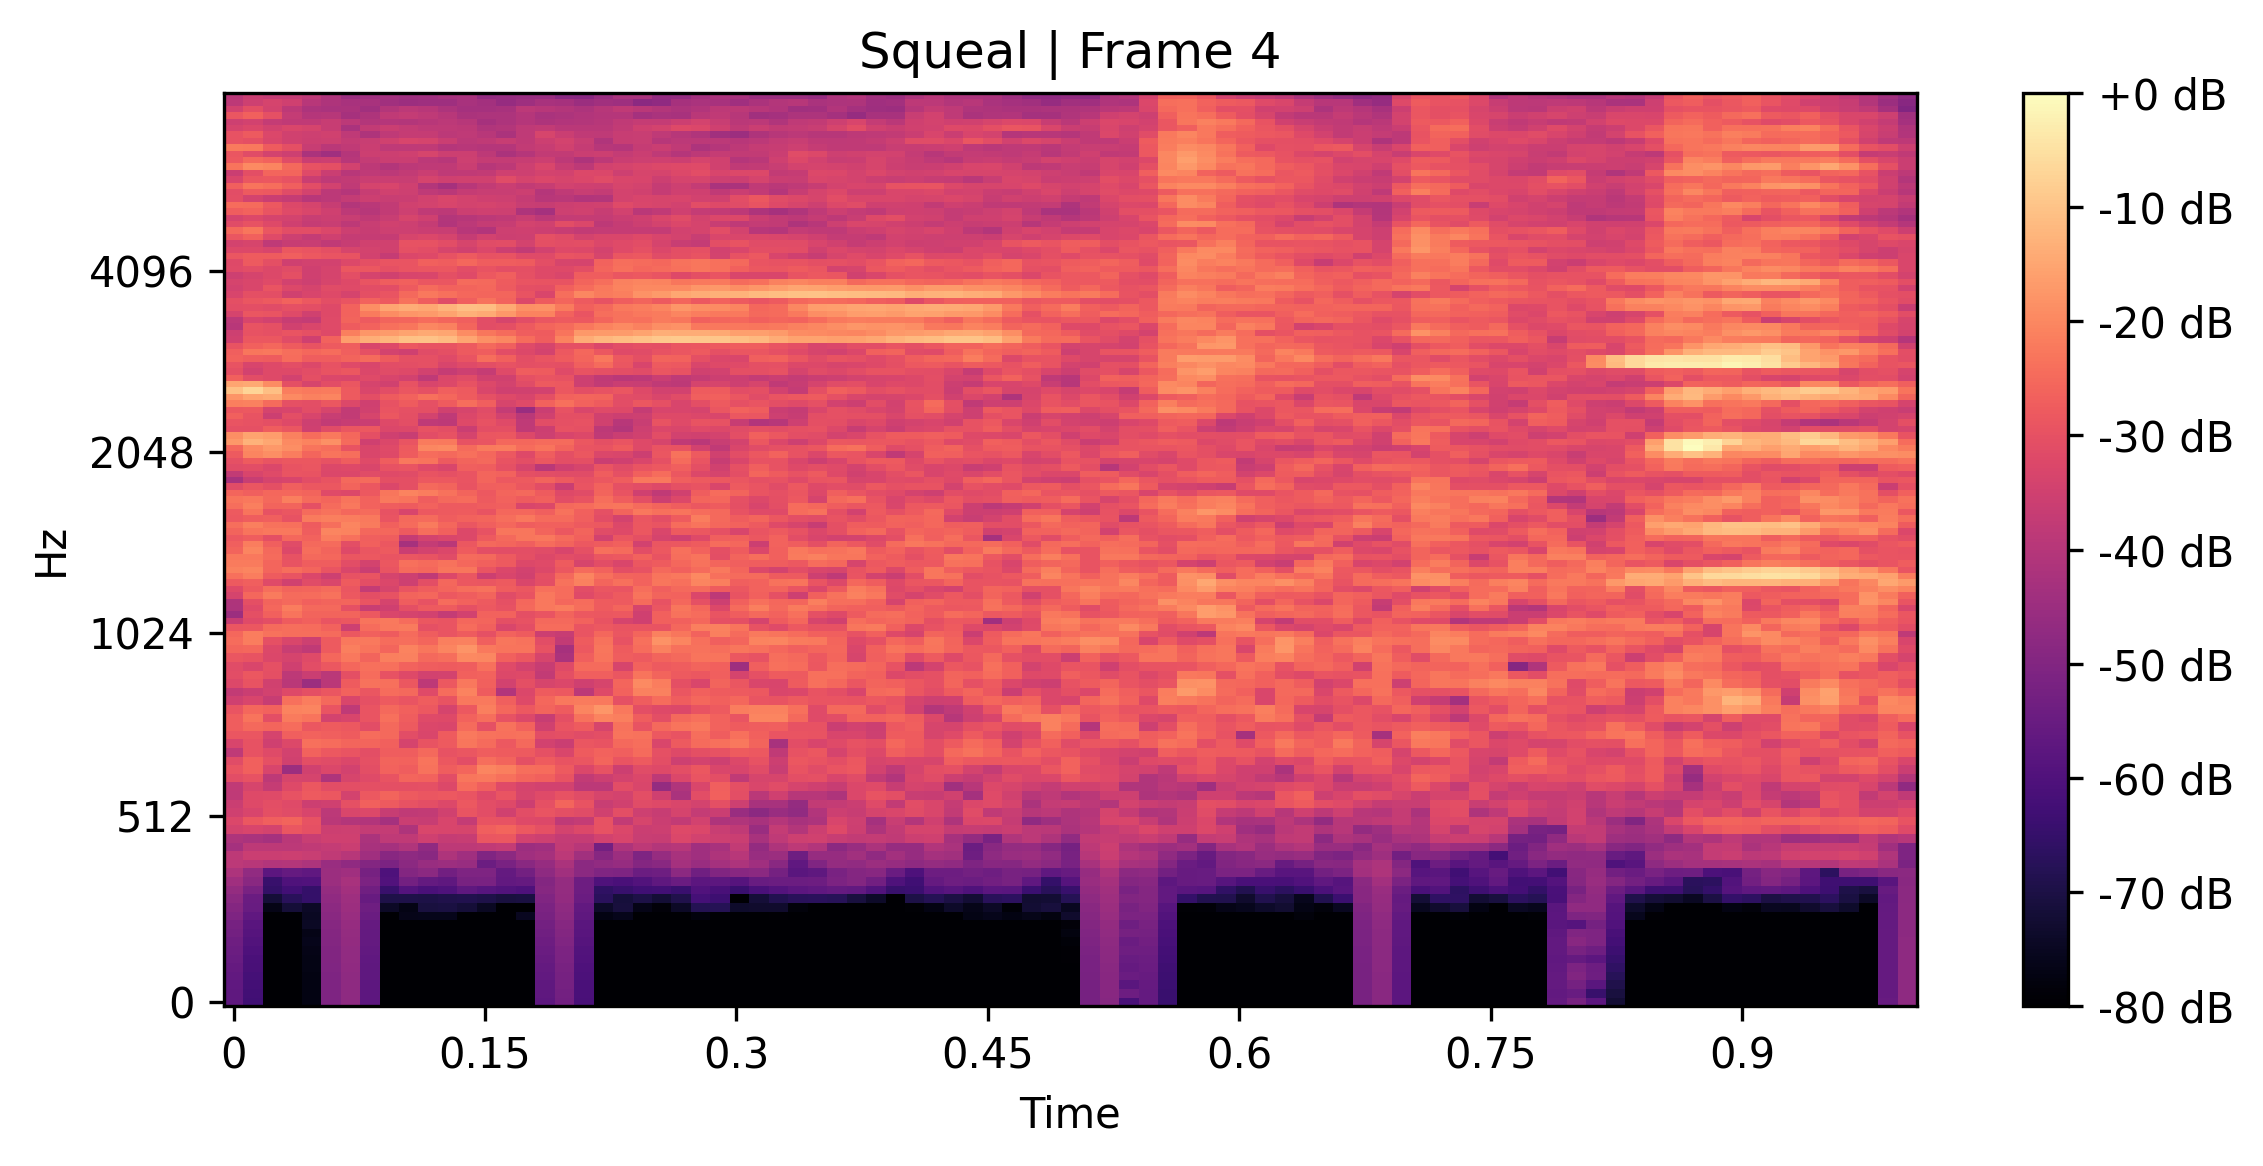 Squeal | Frame 4
Hz
4096
2048
1024
512
0
0 0.15 0.3 0.45 0.6 0.75 0.9
Time
+0 dB
-10 dB
-20 dB
-30 dB
-40 dB
-50 dB
-60 dB
-70 dB
-80 dB